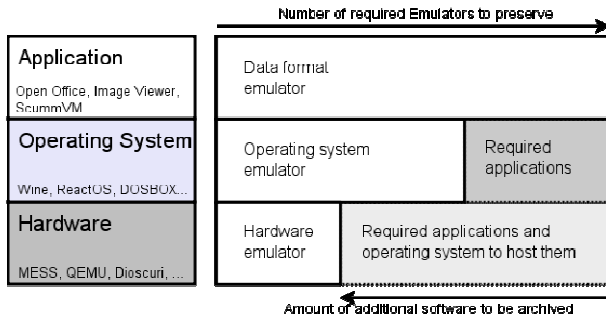 Number of required Emulators to preserve
Application
Open Office, Image Viewer,
ScummVM
Data format
emulator
Operating System
Wine, ReactOS, DOSBOX...
Operating system
emulator
Required
applications
Hardware
MESS, QEMU, Dioscuri, ...
Hardware
emulator
Required applications and
operating system to host them
Amount of additional software to be archived